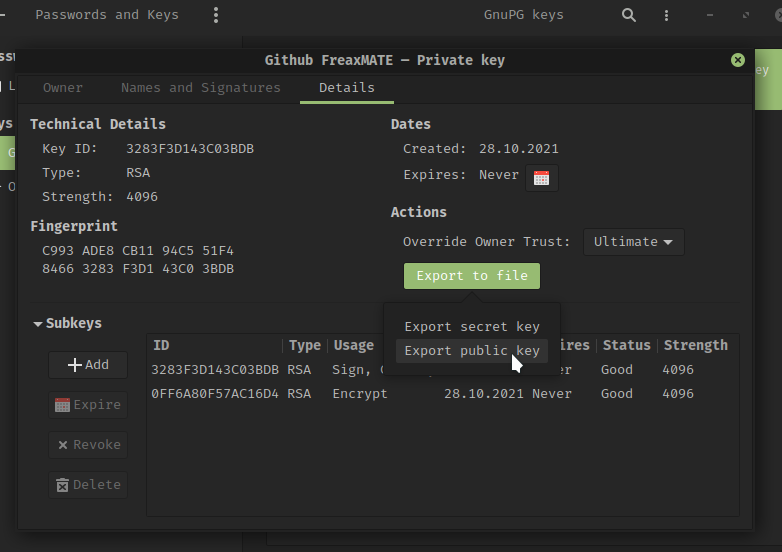 Passwords and Keys
GnuPG keys
Github FreaxMATE — Private key
Owner
Names and Signatures
Details
Technical Details
Key ID: 3283F3D143C03BDB
Type: RSA
Strength: 4096
Fingerprint
C993 ADE8 CB11 94C5 51F4
8466 3283 F3D1 43C0 3BDB
Dates
Created: 28.10.2021
Expires: Never
Actions
Override Owner Trust: Ultimate
Export to file
Export secret key
Export public key
Subkeys
Add
Expire
Revoke
Delete
ID Type Usage Status Strength
3283F3D143C03BDB RSA Sign, Good 4096
0FF6A80F57AC16D4 RSA Encrypt 28.10.2021 Never Good 4096